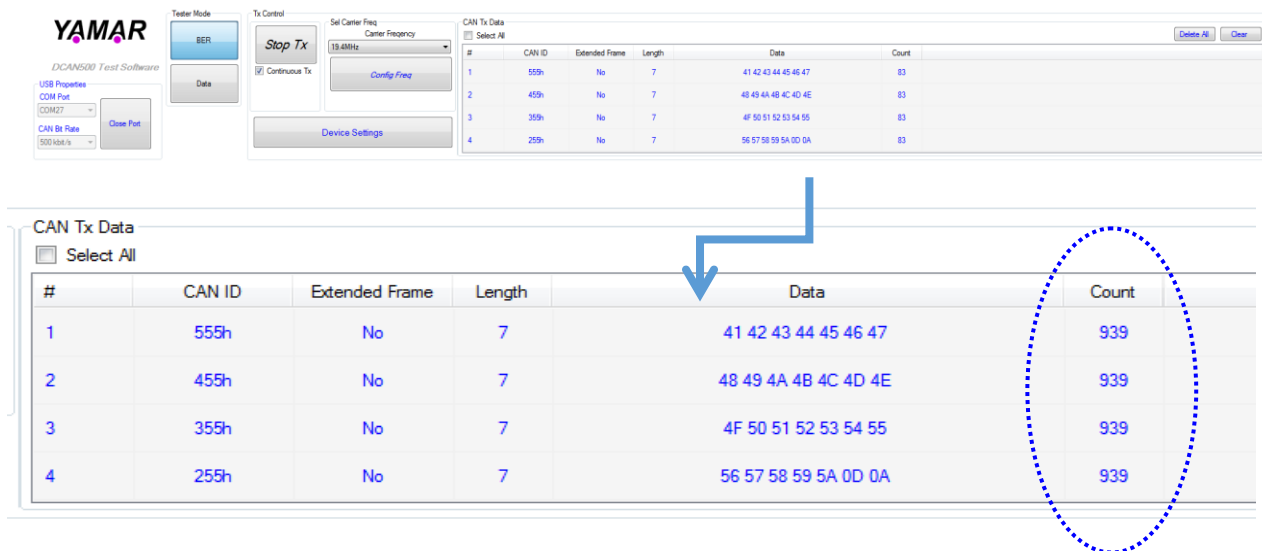 YAMAR
DCAN500 Test Software
USB Properties
COM Port
COM27
CAN Bit Rate
500 kbit/s
Close Port
Tester Mode
BER
Data
Tx Control
Stop Tx
Continuous Tx
Sel Carrier Freq
Carrier Freqency
19.4MHz
Config Freq
Device Settings
CAN Tx Data
Select All
Delete All Clear
# CAN ID Extended Frame Length Data Count
1 555h No 7 41 42 43 44 45 46 47 83
2 455h No 7 48 49 4A 4B 4C 4D 4E 83
3 355h No 7 4F 50 51 52 53 54 55 83
4 255h No 7 56 57 58 59 5A 0D 0A 83
CAN Tx Data
Select All
# CAN ID Extended Frame Length Data Count
1 555h No 7 41 42 43 44 45 46 47 939
2 455h No 7 48 49 4A 4B 4C 4D 4E 939
3 355h No 7 4F 50 51 52 53 54 55 939
4 255h No 7 56 57 58 59 5A 0D 0A 939